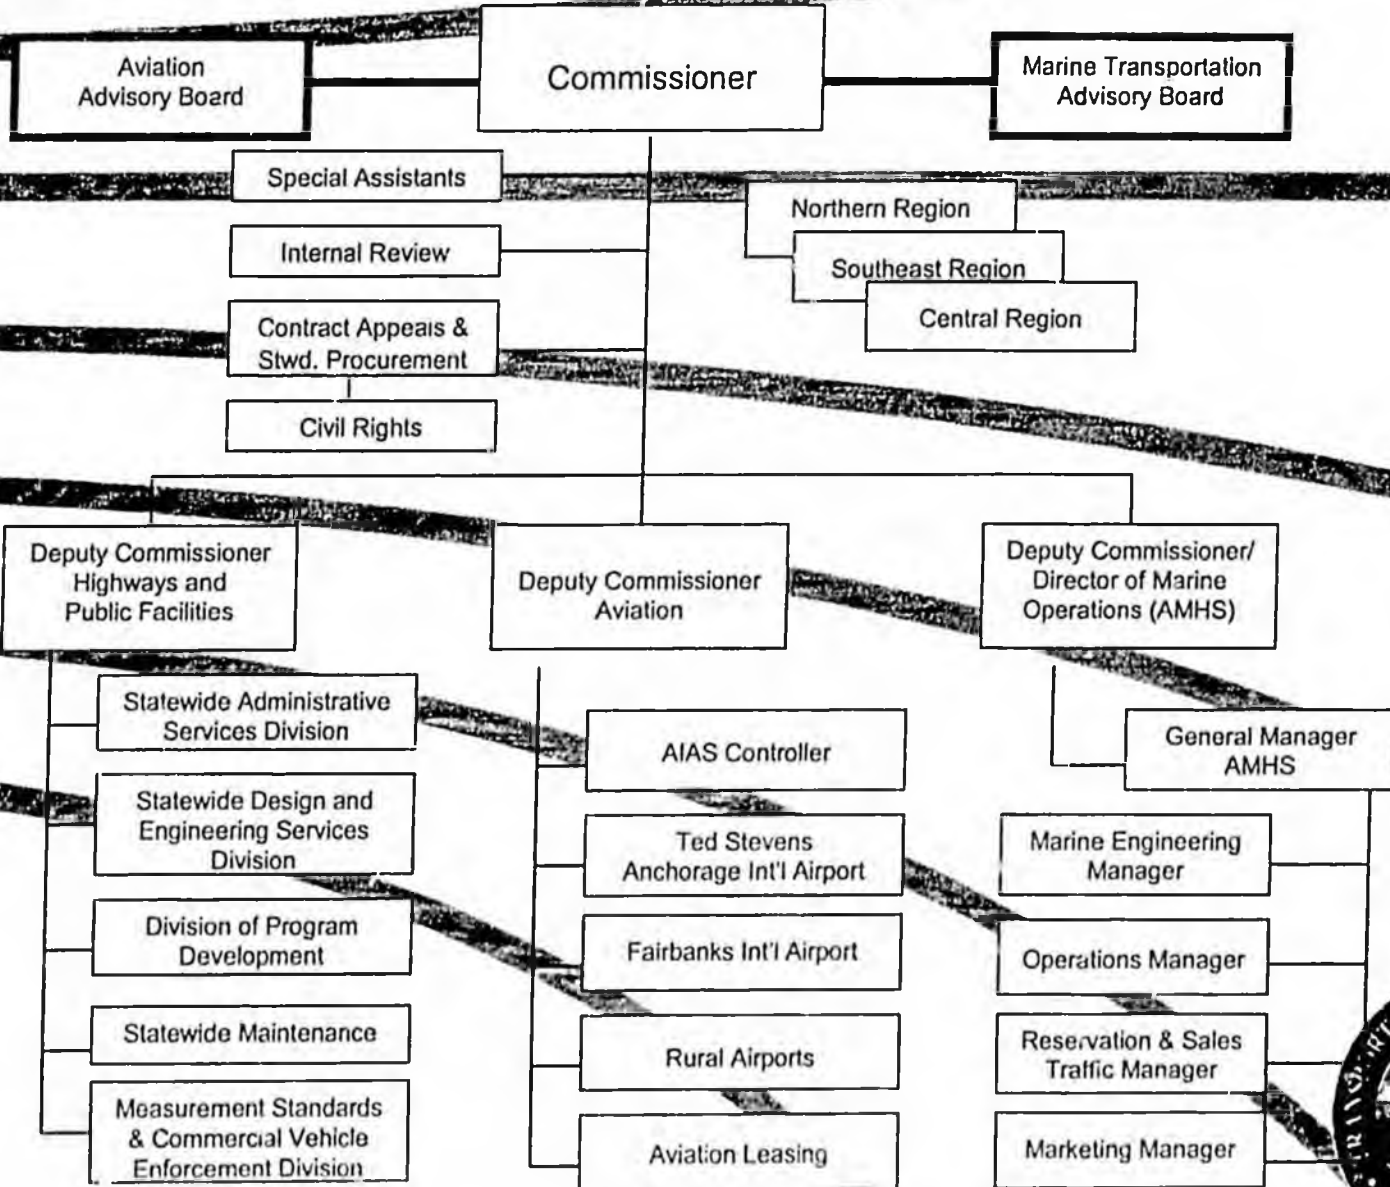 Commissioner
Aviation
Advisory Board
Marine Transportation
Advisory Board
Special Assistants
Northern Region
Internal Review
Southeast Region
Central Region
Contract Appeals &
Stwd. Procurement
Civil Rights
Deputy Commissioner
Highways and
Public Facilities
Deputy Commissioner
Aviation
Deputy Commissioner/
Director of Marine
Operations (AMHS)
Statewide Administrative
Services Division
Statewide Design and
Engineering Services
Division
Division of Program
Development
Statewide Maintenance
Measurement Standards
& Commercial Vehicle
Enforcement Division
AIAS Controller
Ted Stevens
Anchorage Int'l Airport
Fairbanks Int'l Airport
Rural Airports
Aviation Leasing
General Manager
AMHS
Marine Engineering
Manager
Operations Manager
Reservation & Sales
Traffic Manager
Marketing Manager